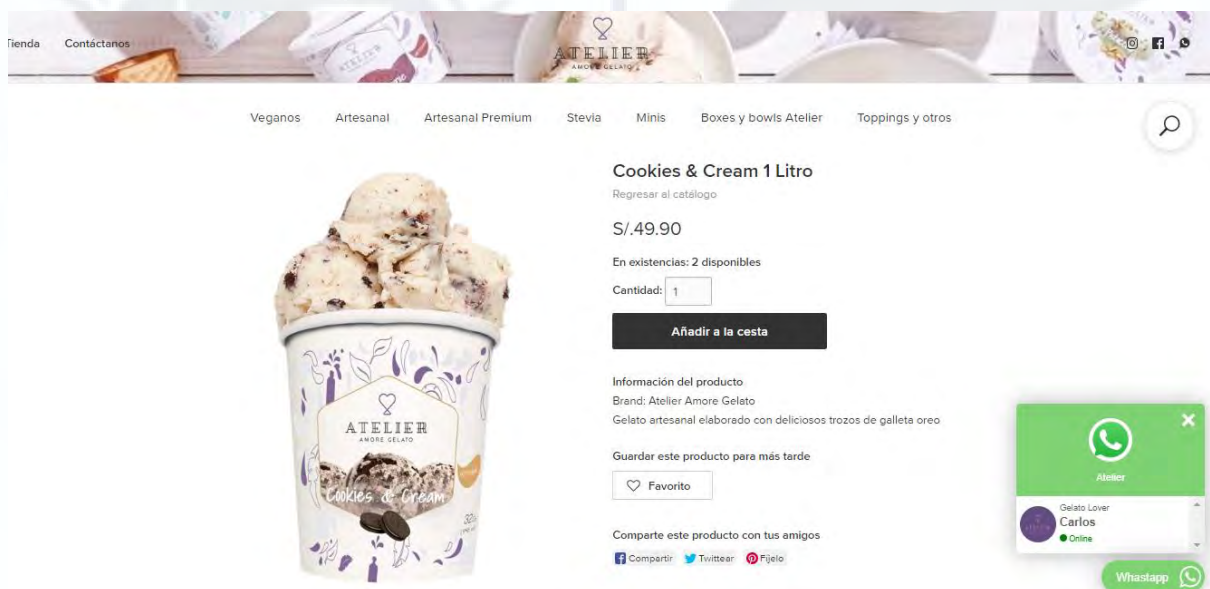 Tienda Contáctanos
ATELIER
AMORE GELATO
Veganos Artesanal Artesanal Premium Stevia Minis Boxes y bowls Atelier Toppings y otros
Cookies & Cream 1 Litro
Regresar al catálogo
S/.49.90
En existencias: 2 disponibles
Cantidad: 1
Añadir a la cesta
Información del producto
Brand: Atelier Amore Gelato
Gelato artesanal elaborado con deliciosos trozos de galleta oreo
Guardar este producto para más tarde
Favorito
Comparte este producto con tus amigos
Compartir Twittear Fíjelo
ATELIER
AMORE GELATO
Cookies & Cream
Atelier
Gelato Lover
Carlos
Online
Whastapp